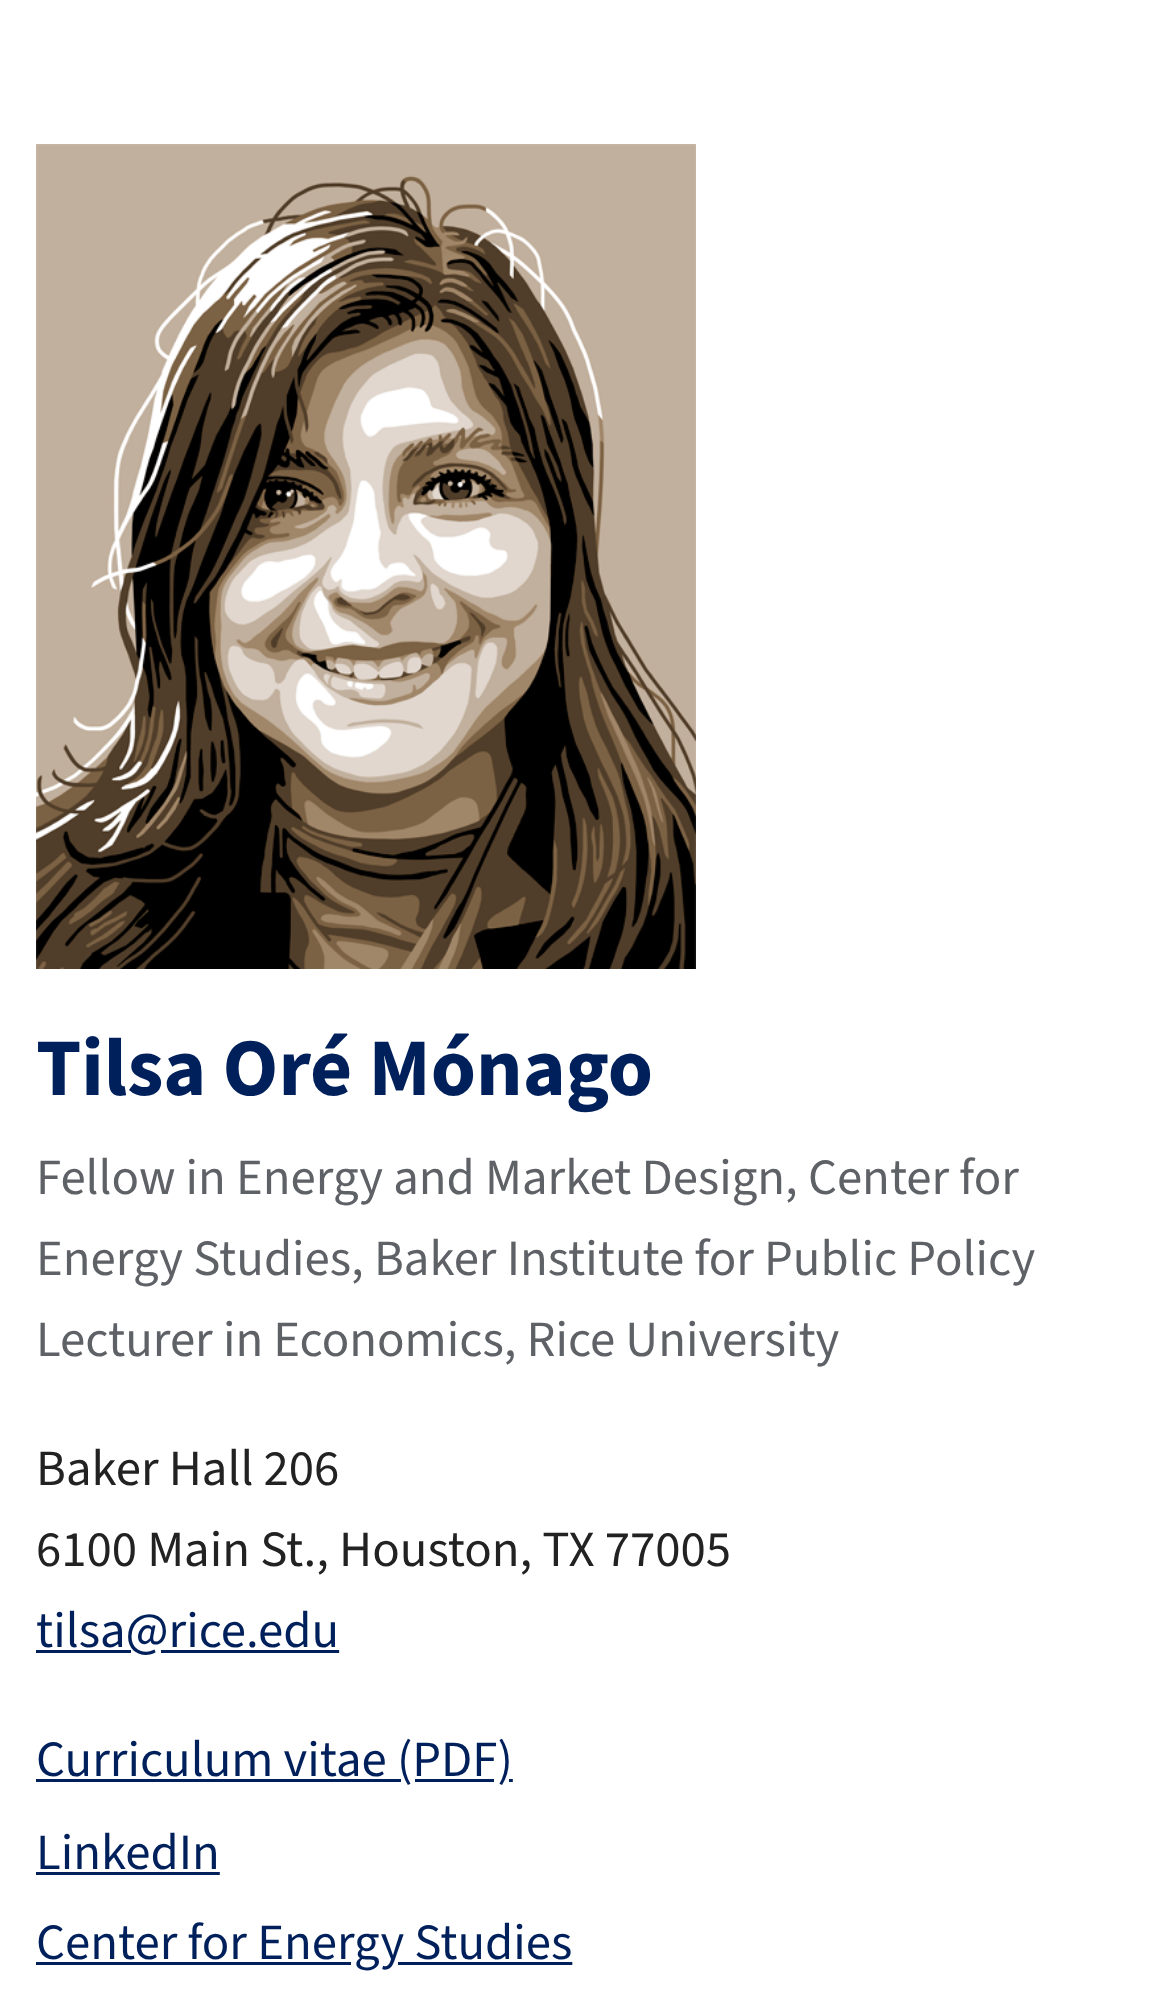 Tilsa Oré Mónago
Fellow in Energy and Market Design, Center for
Energy Studies, Baker Institute for Public Policy
Lecturer in Economics, Rice University
Baker Hall 206
6100 Main St., Houston, TX 77005
tilsa@rice.edu
Curriculum vitae (PDF)
LinkedIn
Center for Energy Studies